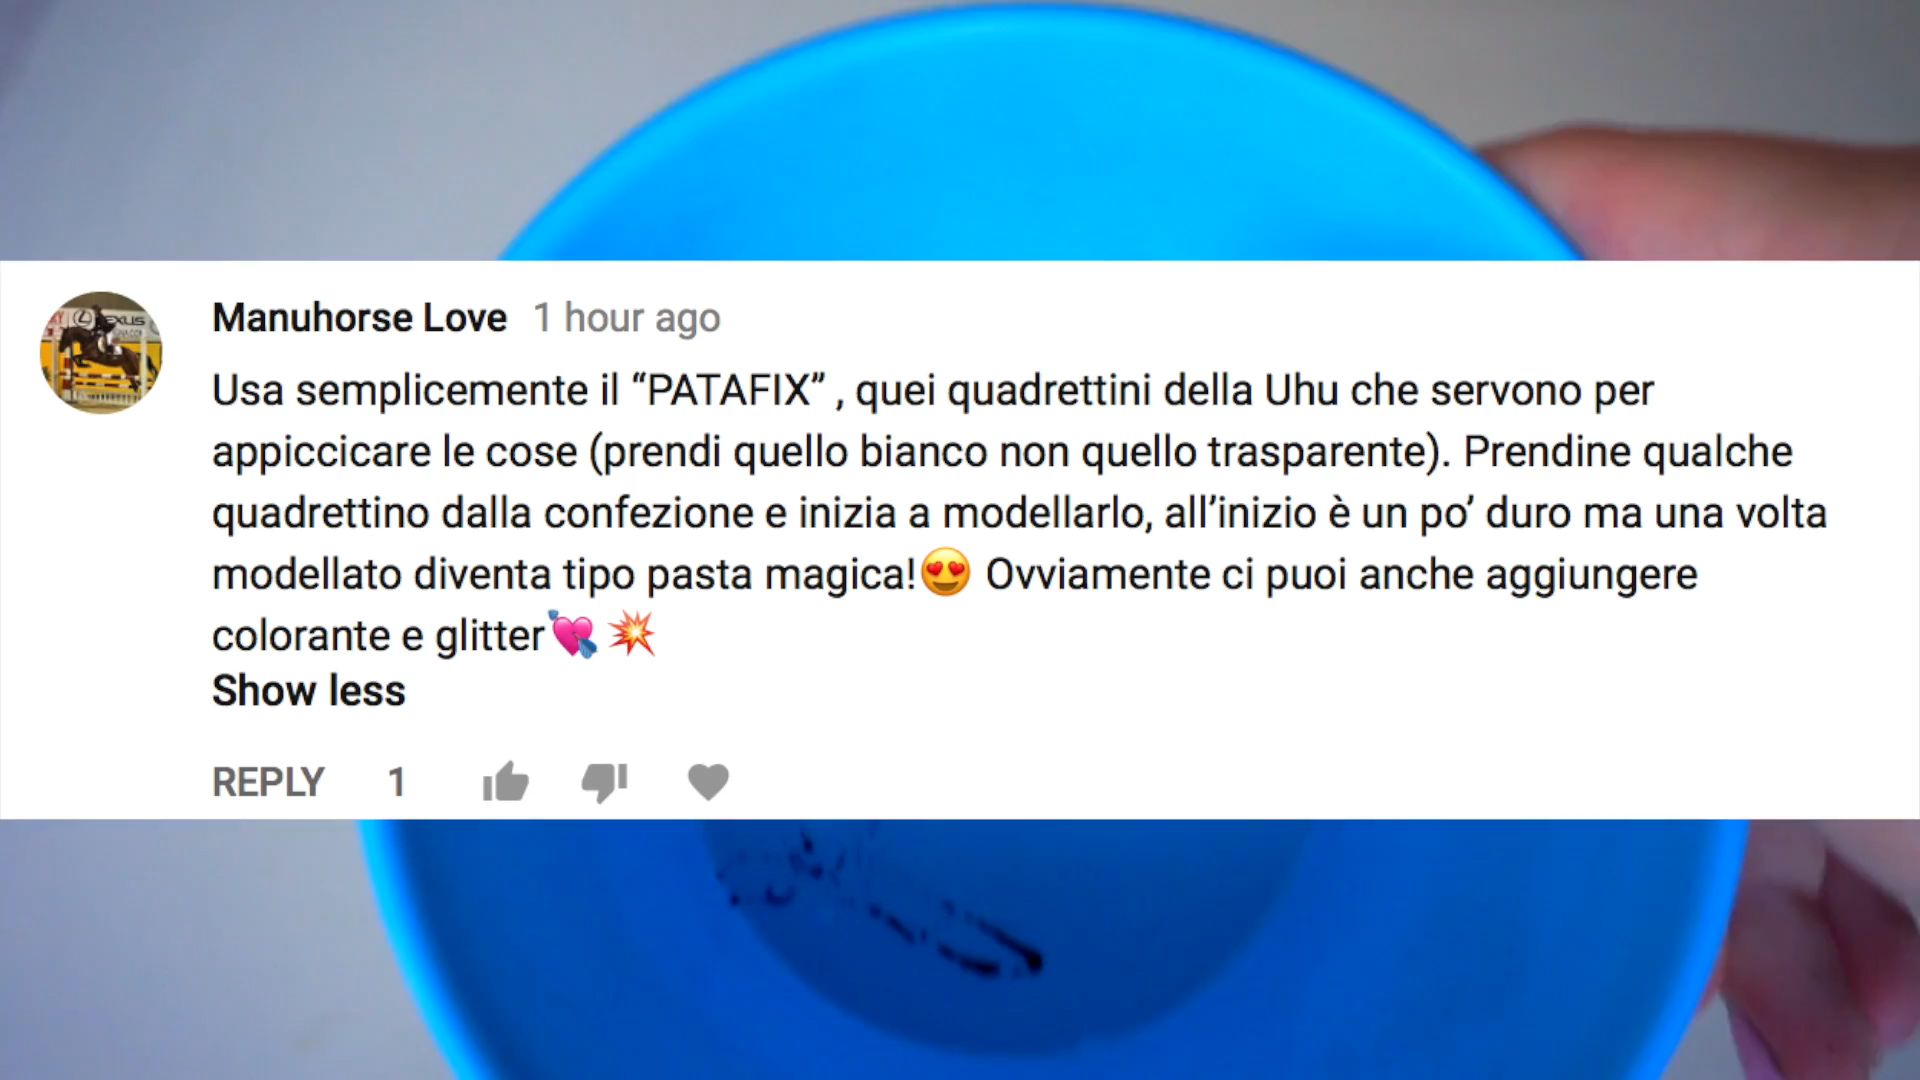 Manuhorse Love 1 hour ago
Usa semplicemente il “PATAFIX” , quei quadrettini della Uhu che servono per
appiccicare le cose (prendi quello bianco non quello trasparente). Prendine qualche
quadrettino dalla confezione e inizia a modellarlo, all’inizio è un po’ duro ma una volta
modellato diventa tipo pasta magica!😍 Ovviamente ci puoi anche aggiungere
colorante e glitter💘 💥
Show less
REPLY 1